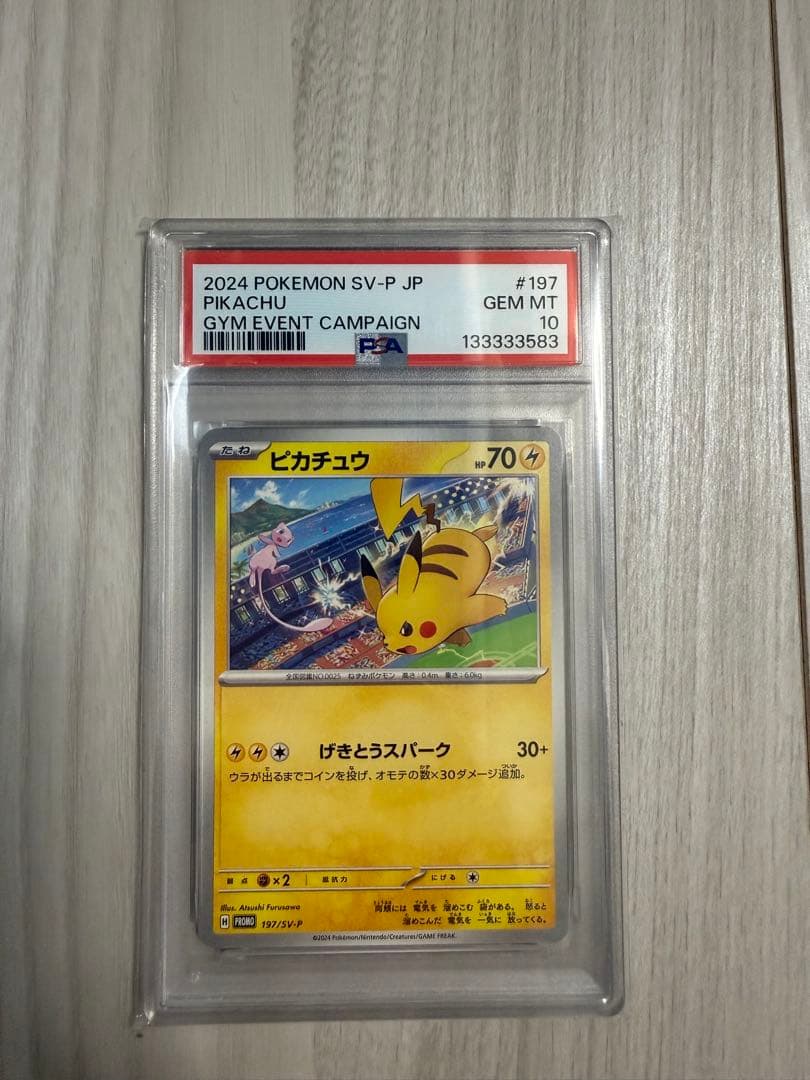 2024 POKEMON SV-P JP #197
PIKACHU GEM MT
GYM EVENT CAMPAIGN 10
PSA 133333583
たね ピカチュウ HP 70
全国図鑑NO.0025 ねずみポケモン 高さ:0.4m 重さ:6.0kg
げきとうスパーク 30+
ウラが出るまでコインを投げ、オモテの数×30ダメージ追加。
弱点 ×2 抵抗力 にげる
Illus. Atsushi Furusawa
両頬には 電気を 溜めこむ 袋がある。 怒ると
溜めこんだ 電気を 一気に 放ってくる。
H PROMO 197/SV-P
©2024 Pokémon/Nintendo/Creatures/GAME FREAK.